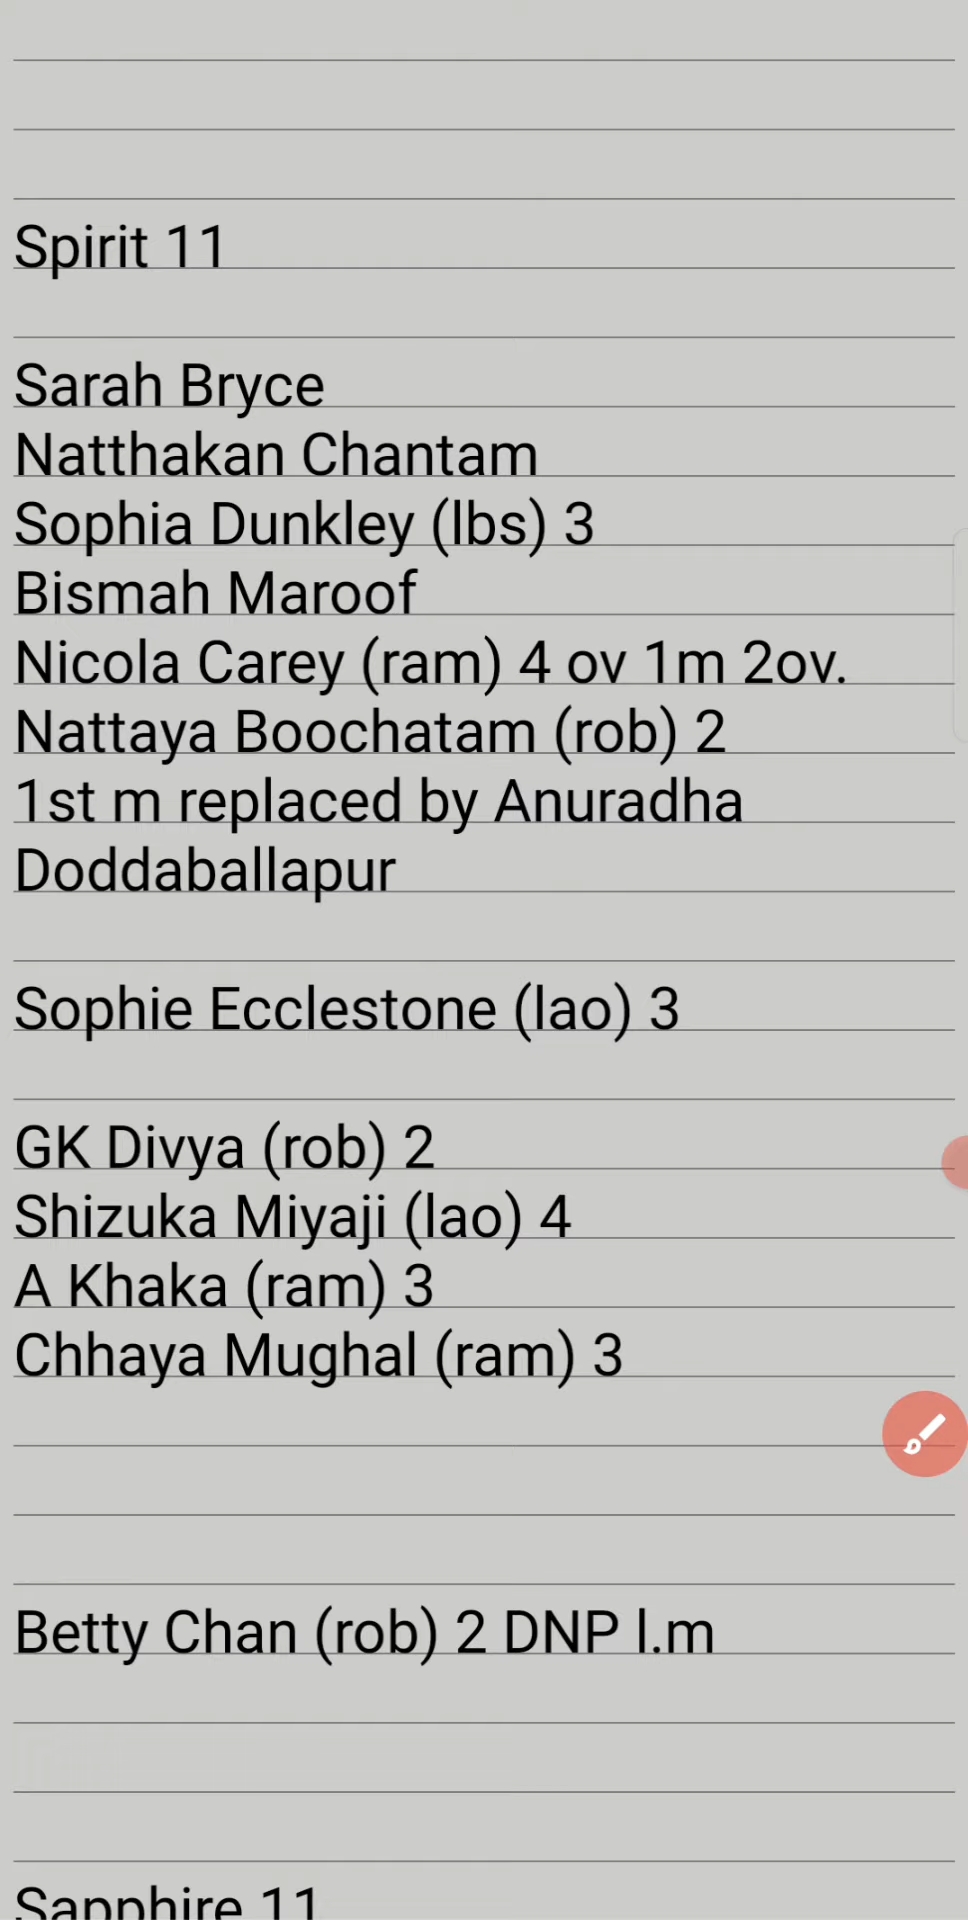 Spirit 11
Sarah Bryce
Natthakan Chantam
Sophia Dunkley (lbs) 3
Bismah Maroof
Nicola Carey (ram) 4 ov 1m 2ov.
Nattaya Boochatam (rob) 2
1st m replaced by Anuradha
Doddaballapur
Sophie Ecclestone (lao) 3
GK Divya (rob) 2
Shizuka Miyaji (lao) 4
A Khaka (ram) 3
Chhaya Mughal (ram) 3
Betty Chan (rob) 2 DNP l.m
Sapphire 11